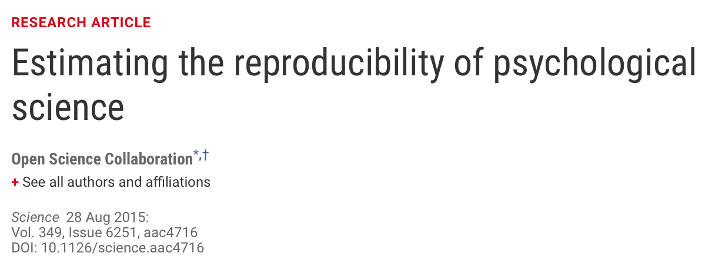 RESEARCH ARTICLE
Estimating the reproducibility of psychological
science
Open Science Collaboration*,†
+ See all authors and affiliations
Science 28 Aug 2015:
Vol. 349, Issue 6251, aac4716
DOI: 10.1126/science.aac4716